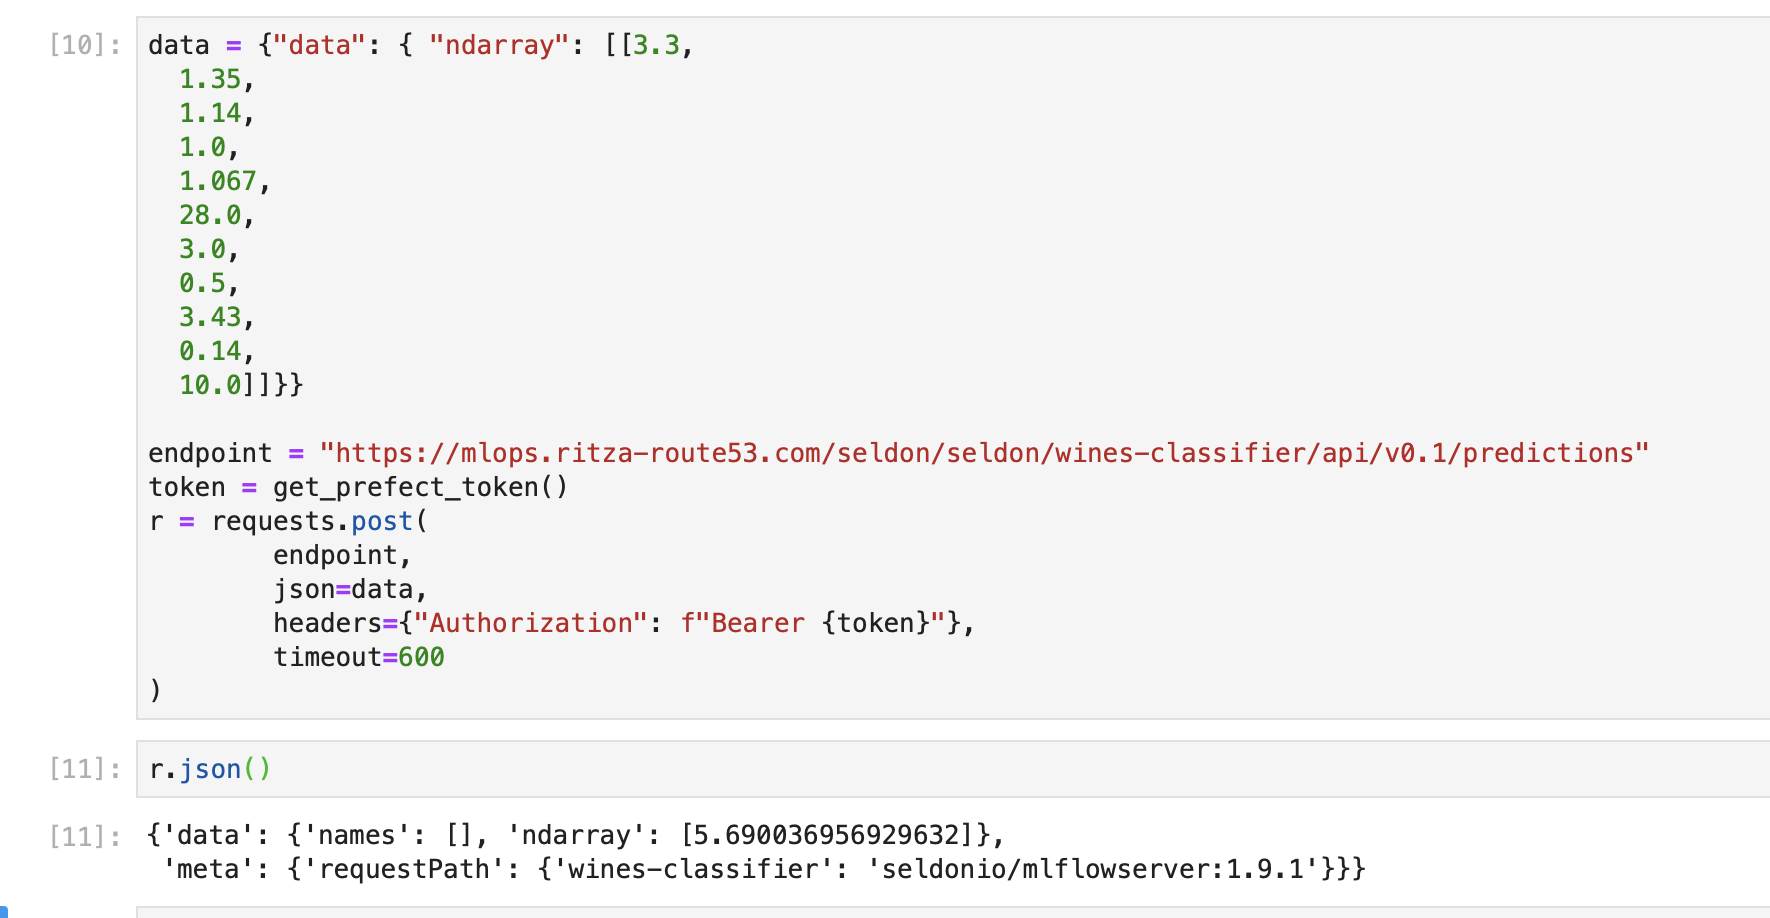 [10]: data = {"data": { "ndarray": [[3.3,
  1.35,
  1.14,
  1.0,
  1.067,
  28.0,
  3.0,
  0.5,
  3.43,
  0.14,
  10.0]]}}
endpoint = "https://mlops.ritza-route53.com/seldon/seldon/wines-classifier/api/v0.1/predictions"
token = get_prefect_token()
r = requests.post(
        endpoint,
        json=data,
        headers={"Authorization": f"Bearer {token}"},
        timeout=600
)
[11]: r.json()
[11]: {'data': {'names': [], 'ndarray': [5.690036956929632]},
 'meta': {'requestPath': {'wines-classifier': 'seldonio/mlflowserver:1.9.1'}}}